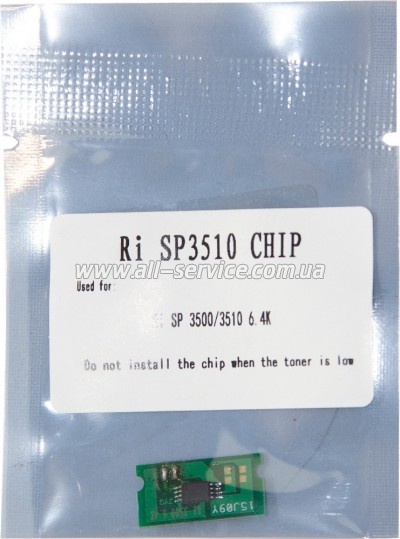 Ri SP3510 CHIP
www.all-service.com.ua
Used for:
SP 3500/3510 6.4K
Do not install the chip when the toner is low
15J09Y